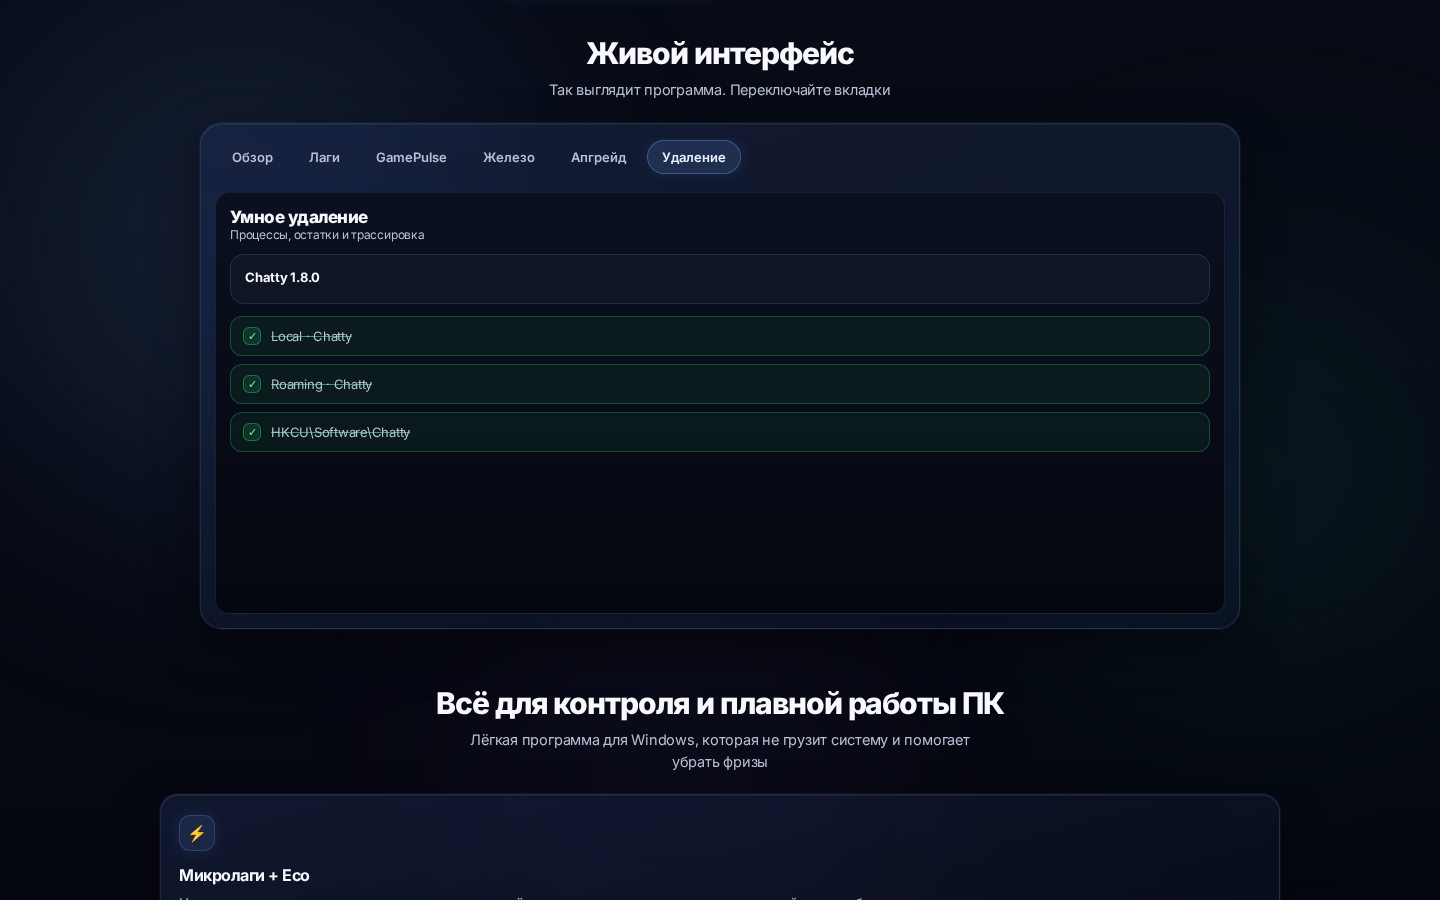 Живой интерфейс
Так выглядит программа. Переключайте вкладки
Обзор Лаги GamePulse Железо Апгрейд Удаление
Умное удаление
Процессы, остатки и трассировка
Chatty 1.8.0
✓ Local · Chatty
✓ Roaming · Chatty
✓ HKCU\Software\Chatty
Всё для контроля и плавной работы ПК
Лёгкая программа для Windows, которая не грузит систему и помогает
убрать фризы
Микролаги + Eco